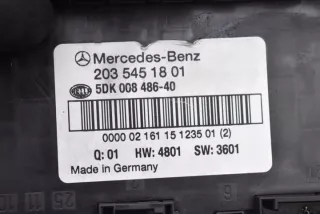 Mercedes-Benz
203 545 18 01
5DK 008 486-40
0000 02 161 15 1235 01 (2)
Q: 01 HW: 4801 SW: 3601
Made in Germany